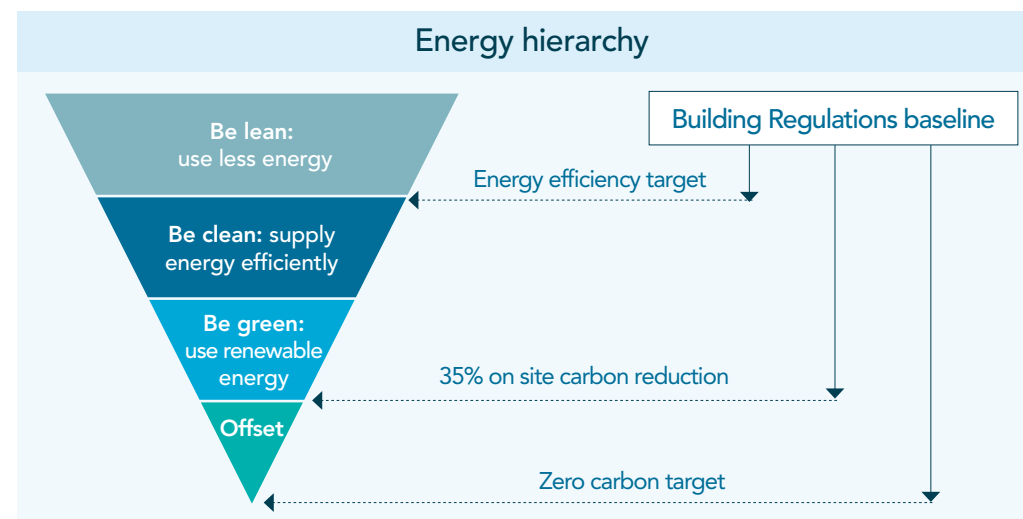 Energy hierarchy
Be lean:
use less energy
Building Regulations baseline
Energy efficiency target
Be clean: supply
energy efficiently
Be green:
use renewable
energy
35% on site carbon reduction
Offset
Zero carbon target